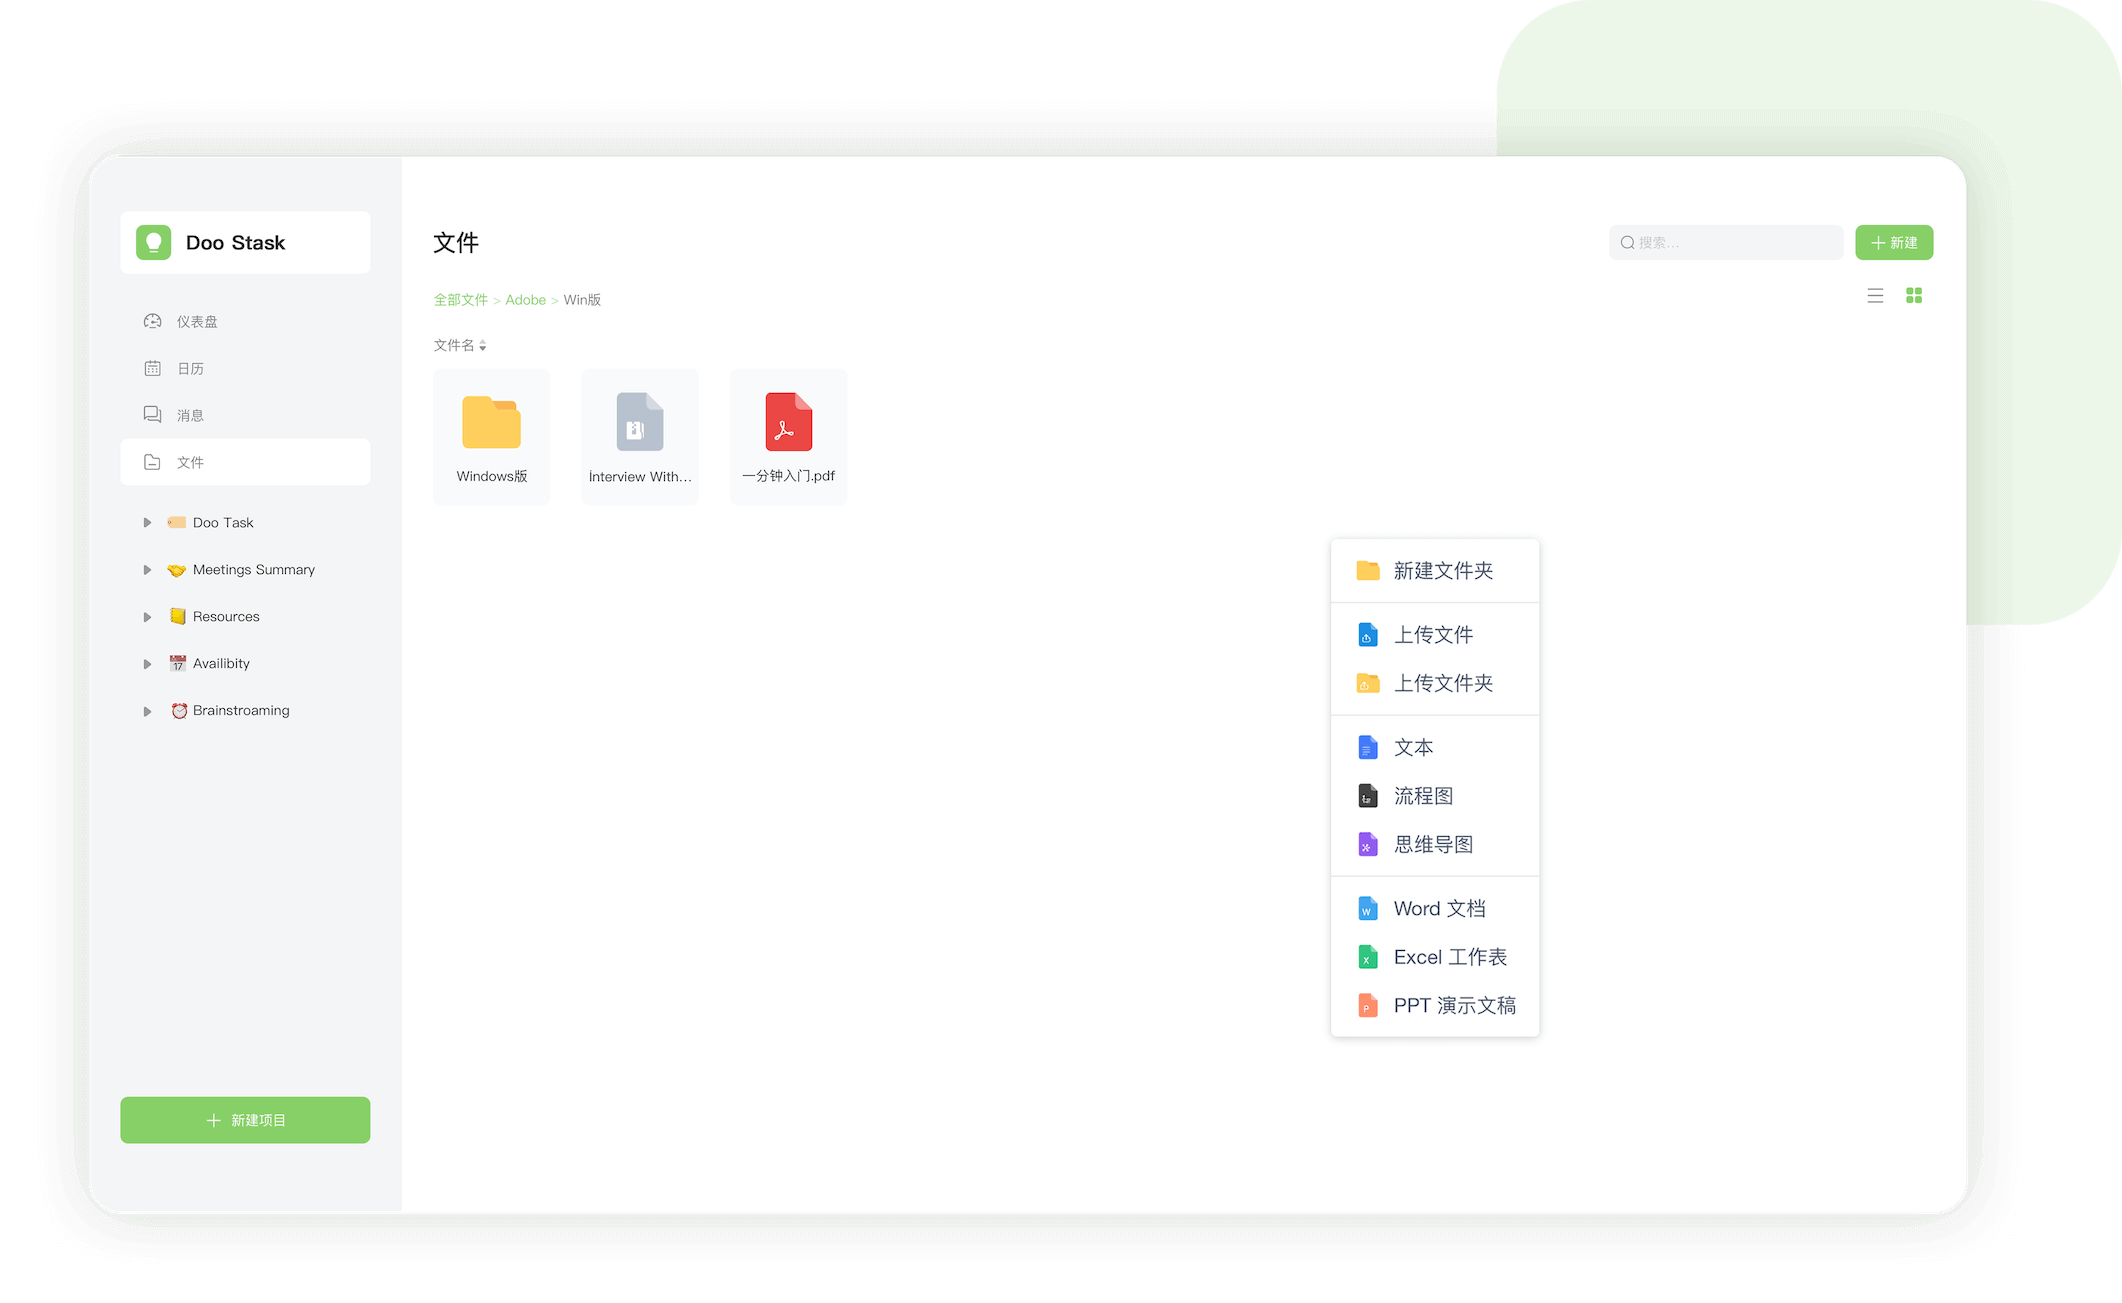 Doo Stask
仪表盘
日历
消息
文件
Doo Task
Meetings Summary
Resources
17
Availibity
Brainstroaming
新建项目
文件
搜索...
新建
全部文件 > Adobe > Win版
文件名
Windows版
Interview With...
一分钟入门.pdf
新建文件夹
上传文件
上传文件夹
文本
流程图
思维导图
W
Word 文档
X
Excel 工作表
P
PPT 演示文稿